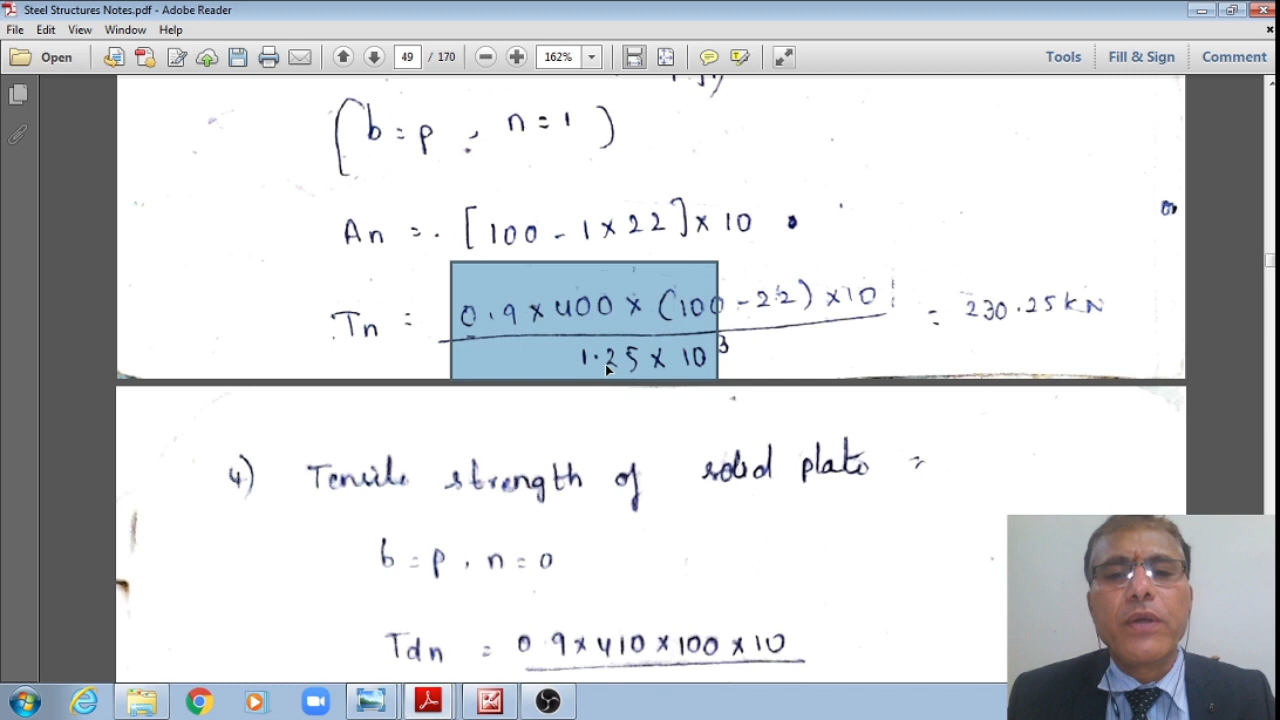 Steel Structures Notes.pdf - Adobe Reader
File Edit View Window Help
Open 49 / 170 162% Tools Fill & Sign Comment
(b = p , n = 1)
An = [100 - 1 x 22] x 10
Tn = 0.9 x 400 x (100 - 22) x 10 = 230.25 kN
1.25 x 10³
4) Tensile strength of solid plate =
b = p , n = 0
Tdn = 0.9 x 410 x 100 x 10